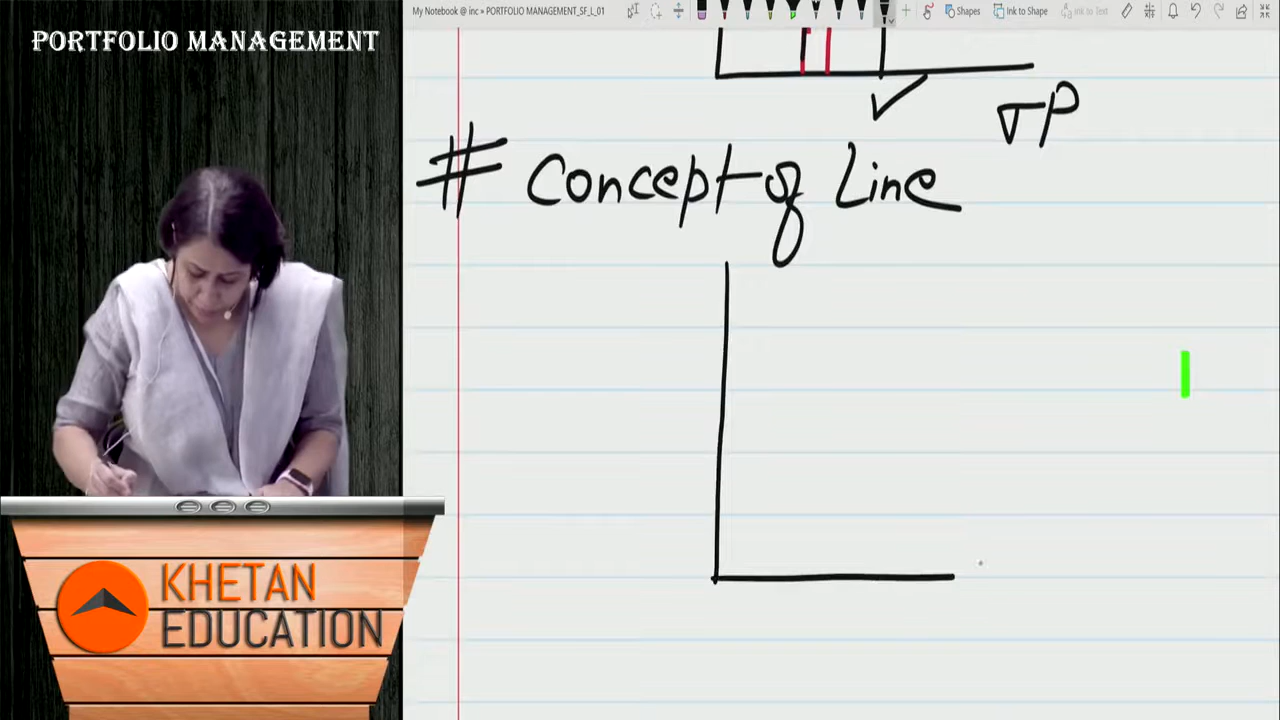 PORTFOLIO MANAGEMENT
My Notebook @ inc » PORTFOLIO MANAGEMENT_SF_L_01
Shapes
Ink to Shape
Ink to Text
σP
# Concept of Line
KHETAN
EDUCATION